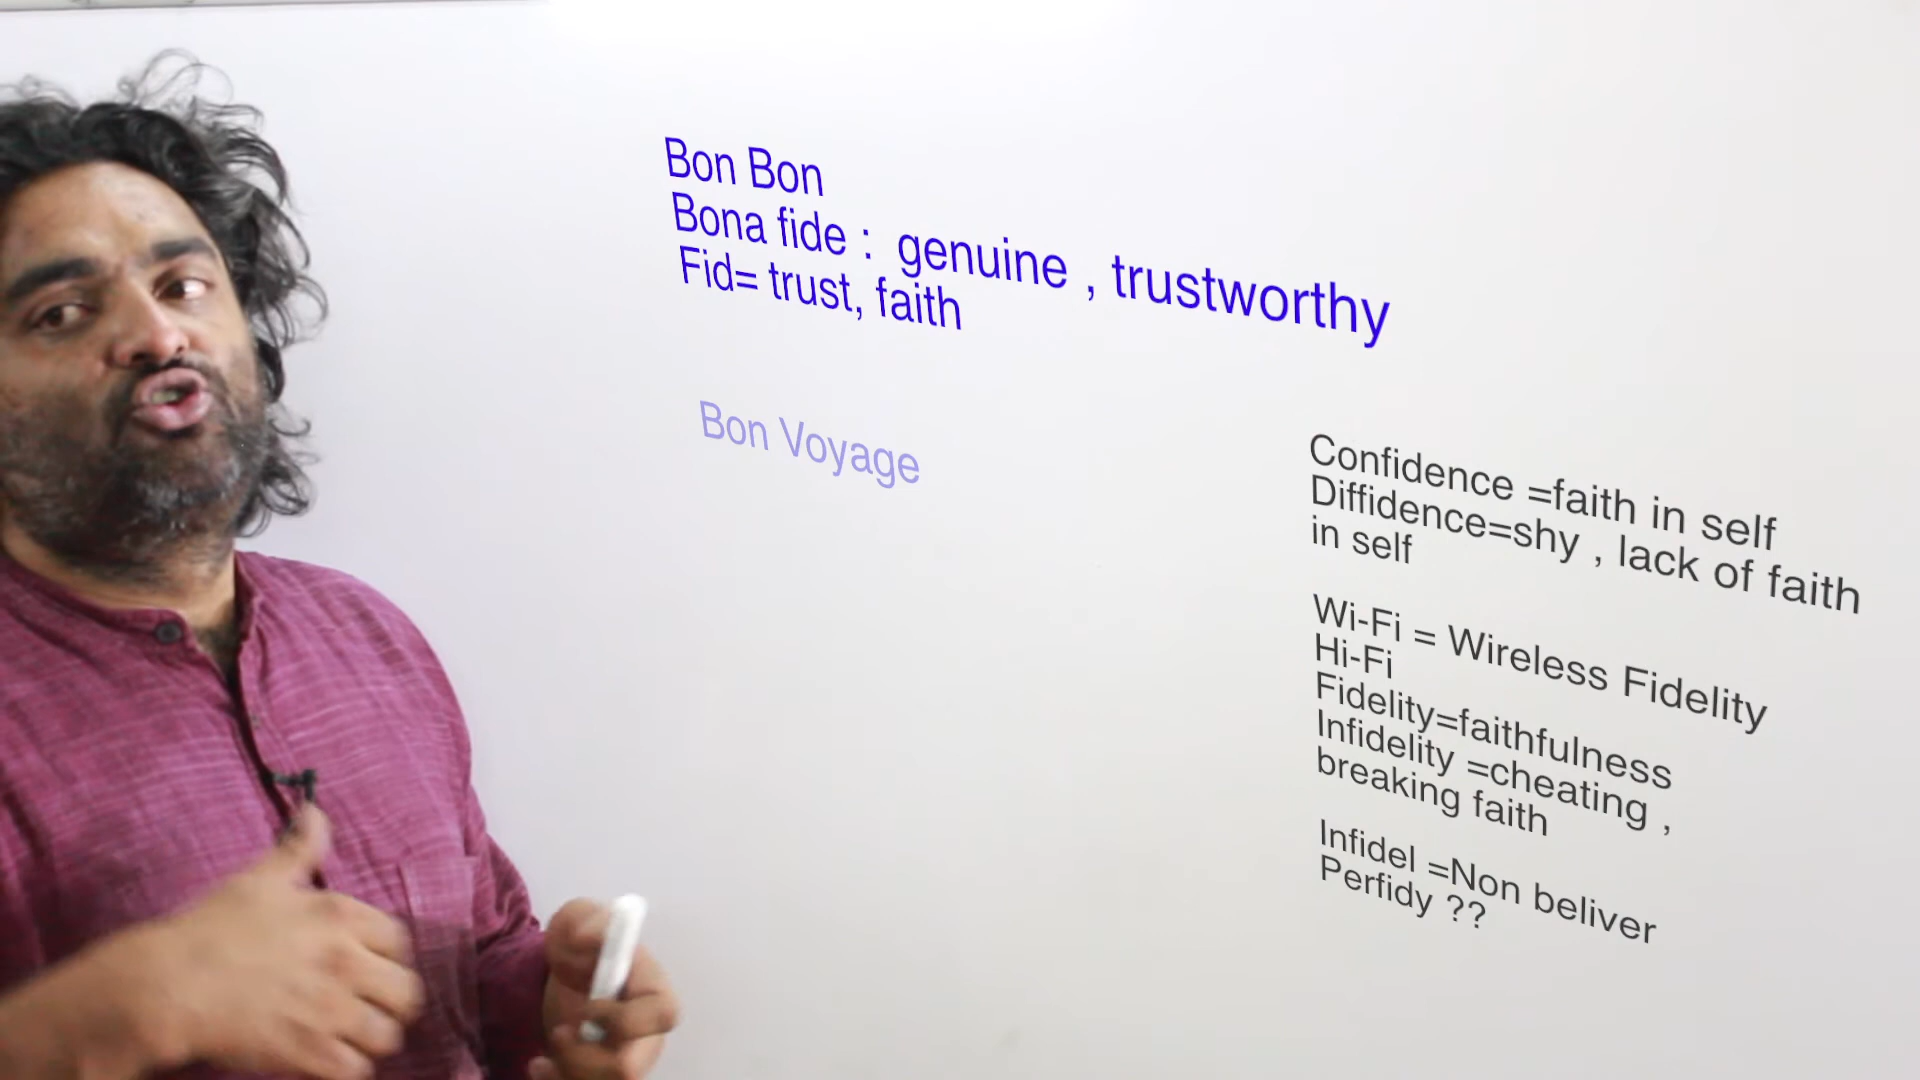 Bon Bon
Bona fide :  genuine , trustworthy
Fid= trust, faith
Bon Voyage
Confidence =faith in self
Diffidence=shy , lack of faith
in self
Wi-Fi = Wireless Fidelity
Hi-Fi
Fidelity=faithfulness
Infidelity =cheating ,
breaking faith
Infidel =Non beliver
Perfidy ??